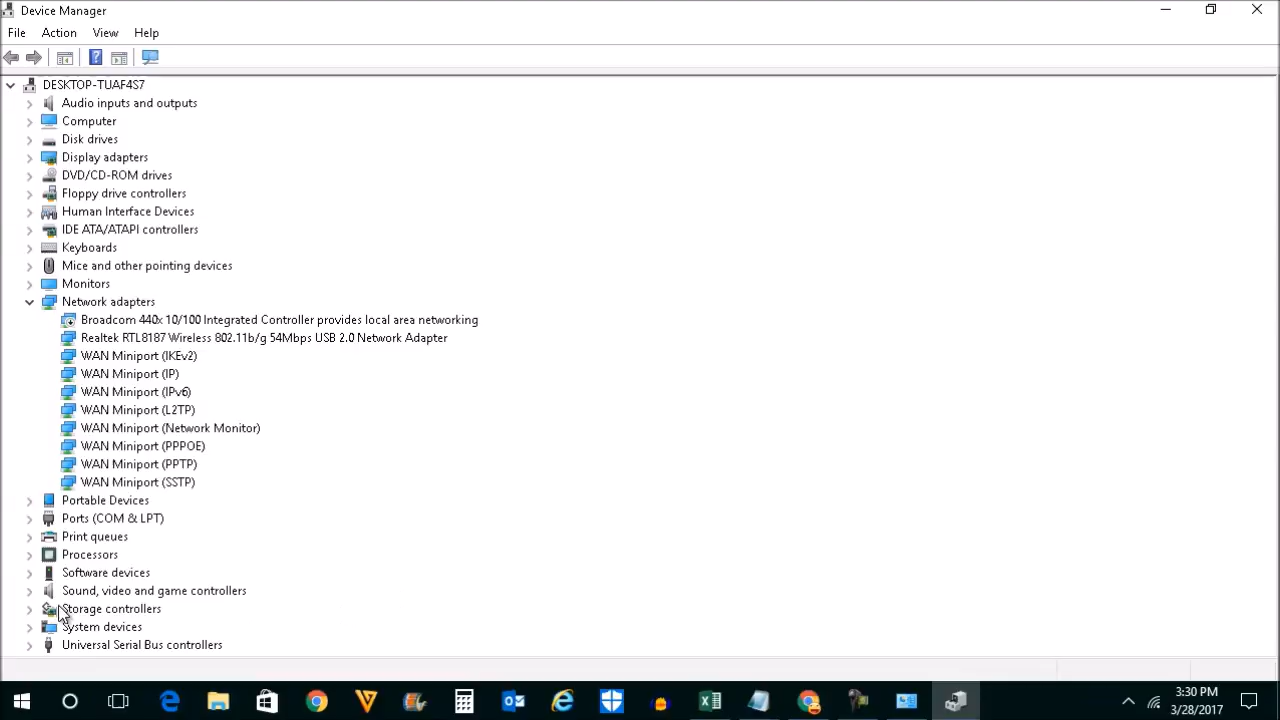 Device Manager
File Action View Help
DESKTOP-TUAF4S7
Audio inputs and outputs
Computer
Disk drives
Display adapters
DVD/CD-ROM drives
Floppy drive controllers
Human Interface Devices
IDE ATA/ATAPI controllers
Keyboards
Mice and other pointing devices
Monitors
Network adapters
Broadcom 440x 10/100 Integrated Controller provides local area networking
Realtek RTL8187 Wireless 802.11b/g 54Mbps USB 2.0 Network Adapter
WAN Miniport (IKEv2)
WAN Miniport (IP)
WAN Miniport (IPv6)
WAN Miniport (L2TP)
WAN Miniport (Network Monitor)
WAN Miniport (PPPOE)
WAN Miniport (PPTP)
WAN Miniport (SSTP)
Portable Devices
Ports (COM & LPT)
Print queues
Processors
Software devices
Sound, video and game controllers
Storage controllers
System devices
Universal Serial Bus controllers
3:30 PM
3/28/2017